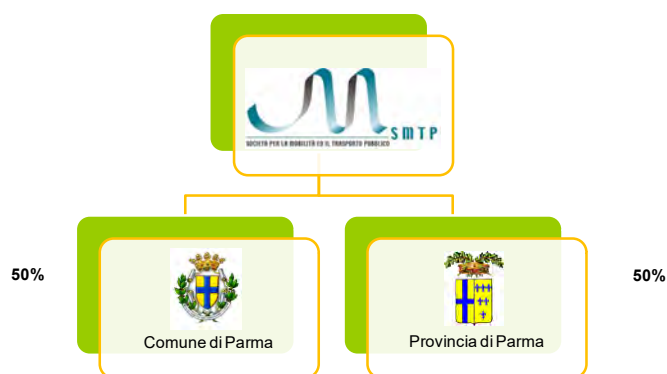 SMTP
SOCIETÀ PER LA MOBILITÀ ED IL TRASPORTO PUBBLICO
50%
50%
Comune di Parma
Provincia di Parma